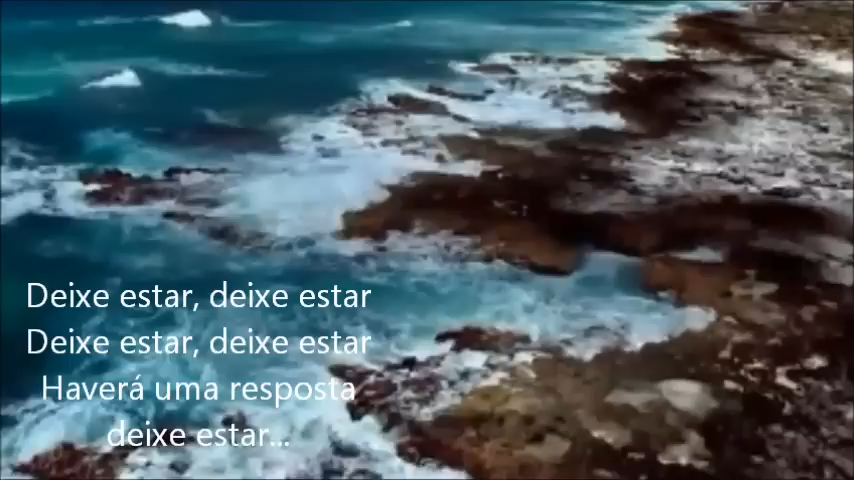 Deixe estar, deixe estar
Deixe estar, deixe estar
Haverá uma resposta
deixe estar...